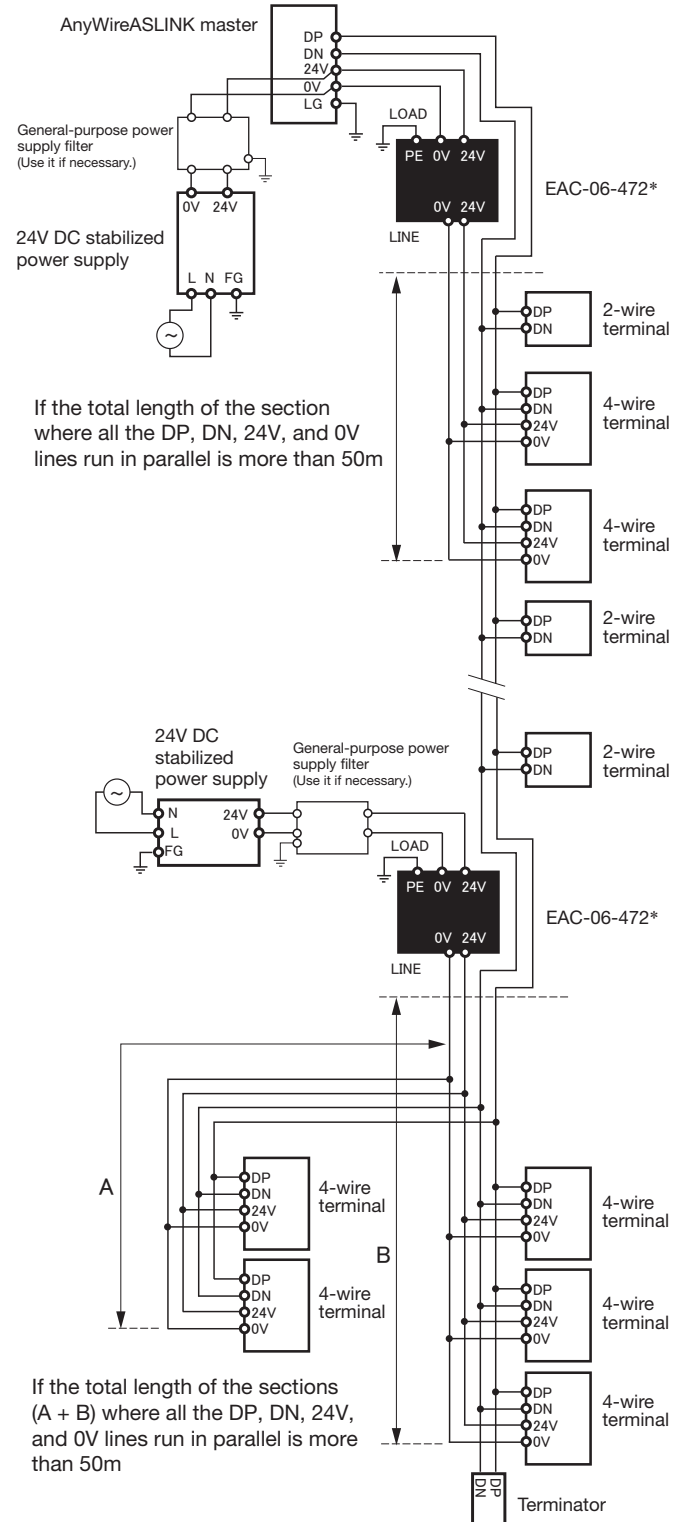 AnyWireASLINK master
DP
DN
24V
0V
LG
General-purpose power
supply filter
(Use it if necessary.)
LOAD
PE 0V 24V
0V 24V
LINE
EAC-06-472*
0V 24V
24V DC stabilized
power supply
L N FG
~
DP
DN
2-wire
terminal
If the total length of the section
where all the DP, DN, 24V, and 0V
lines run in parallel is more than 50m
DP
DN
24V
0V
4-wire
terminal
DP
DN
24V
0V
4-wire
terminal
DP
DN
2-wire
terminal
DP
DN
2-wire
terminal
24V DC
stabilized
power supply
General-purpose power
supply filter
(Use it if necessary.)
~
N
L
FG
24V
0V
LOAD
PE 0V 24V
0V 24V
LINE
EAC-06-472*
A
B
DP
DN
24V
0V
4-wire
terminal
DP
DN
24V
0V
4-wire
terminal
DP
DN
24V
0V
4-wire
terminal
DP
DN
24V
0V
4-wire
terminal
DP
DN
24V
0V
4-wire
terminal
If the total length of the sections
(A + B) where all the DP, DN, 24V,
and 0V lines run in parallel is more
than 50m
DN
DP
Terminator